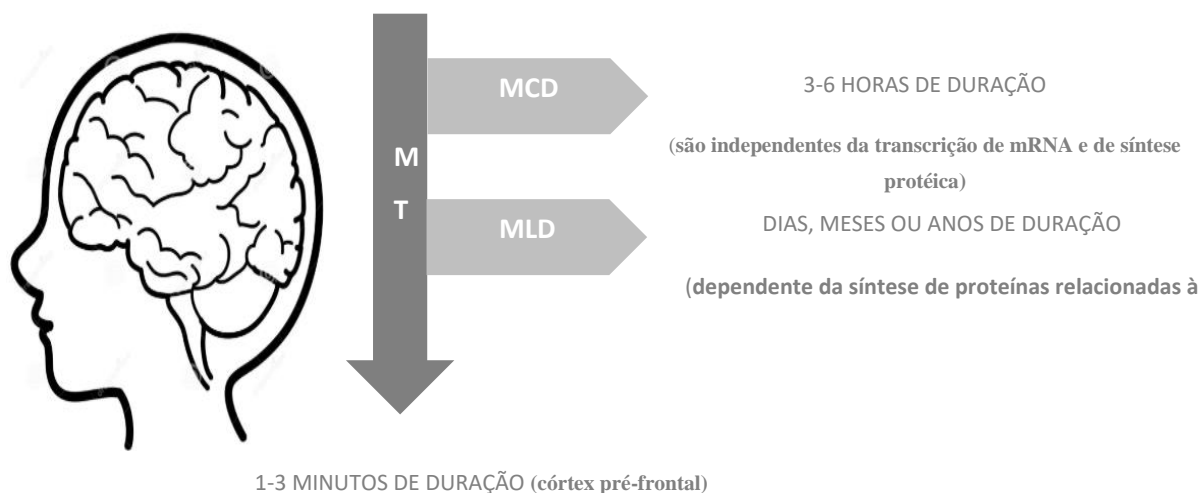 MCD
3-6 HORAS DE DURAÇÃO
(são independentes da transcrição de mRNA e de síntese
protéica)
M
T
MLD
DIAS, MESES OU ANOS DE DURAÇÃO
(dependente da síntese de proteínas relacionadas à
1-3 MINUTOS DE DURAÇÃO (córtex pré-frontal)